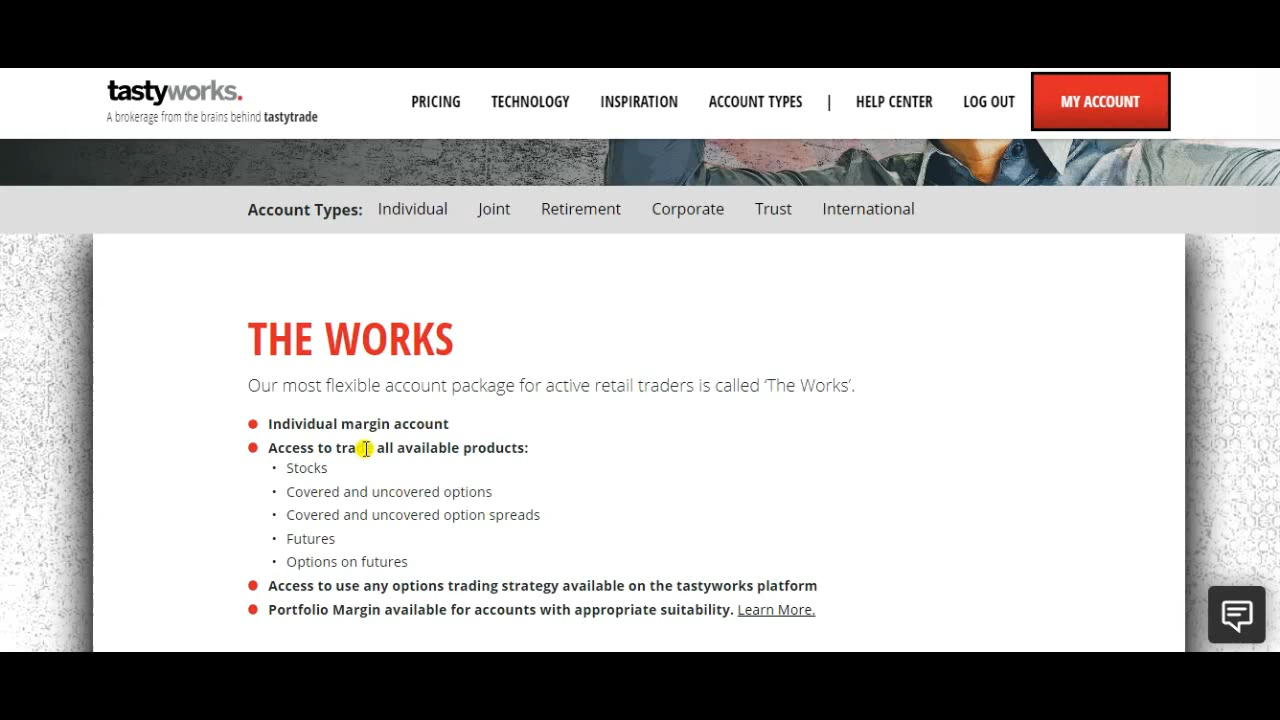 tastyworks.
A brokerage from the brains behind tastytrade
PRICING TECHNOLOGY INSPIRATION ACCOUNT TYPES | HELP CENTER LOG OUT MY ACCOUNT
Account Types: Individual Joint Retirement Corporate Trust International
THE WORKS
Our most flexible account package for active retail traders is called ‘The Works’.
Individual margin account
Access to trade all available products:
Stocks
Covered and uncovered options
Covered and uncovered option spreads
Futures
Options on futures
Access to use any options trading strategy available on the tastyworks platform
Portfolio Margin available for accounts with appropriate suitability. Learn More.